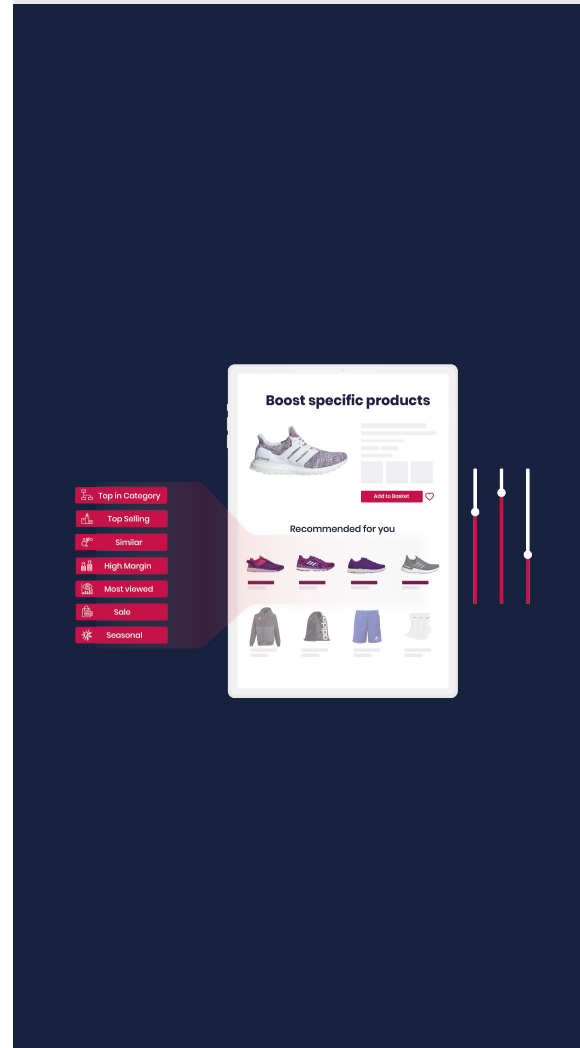 Boost specific products
Add to Basket
Top in Category
Top Selling
Similar
High Margin
Most viewed
Sale
Seasonal
Recommended for you
adidas